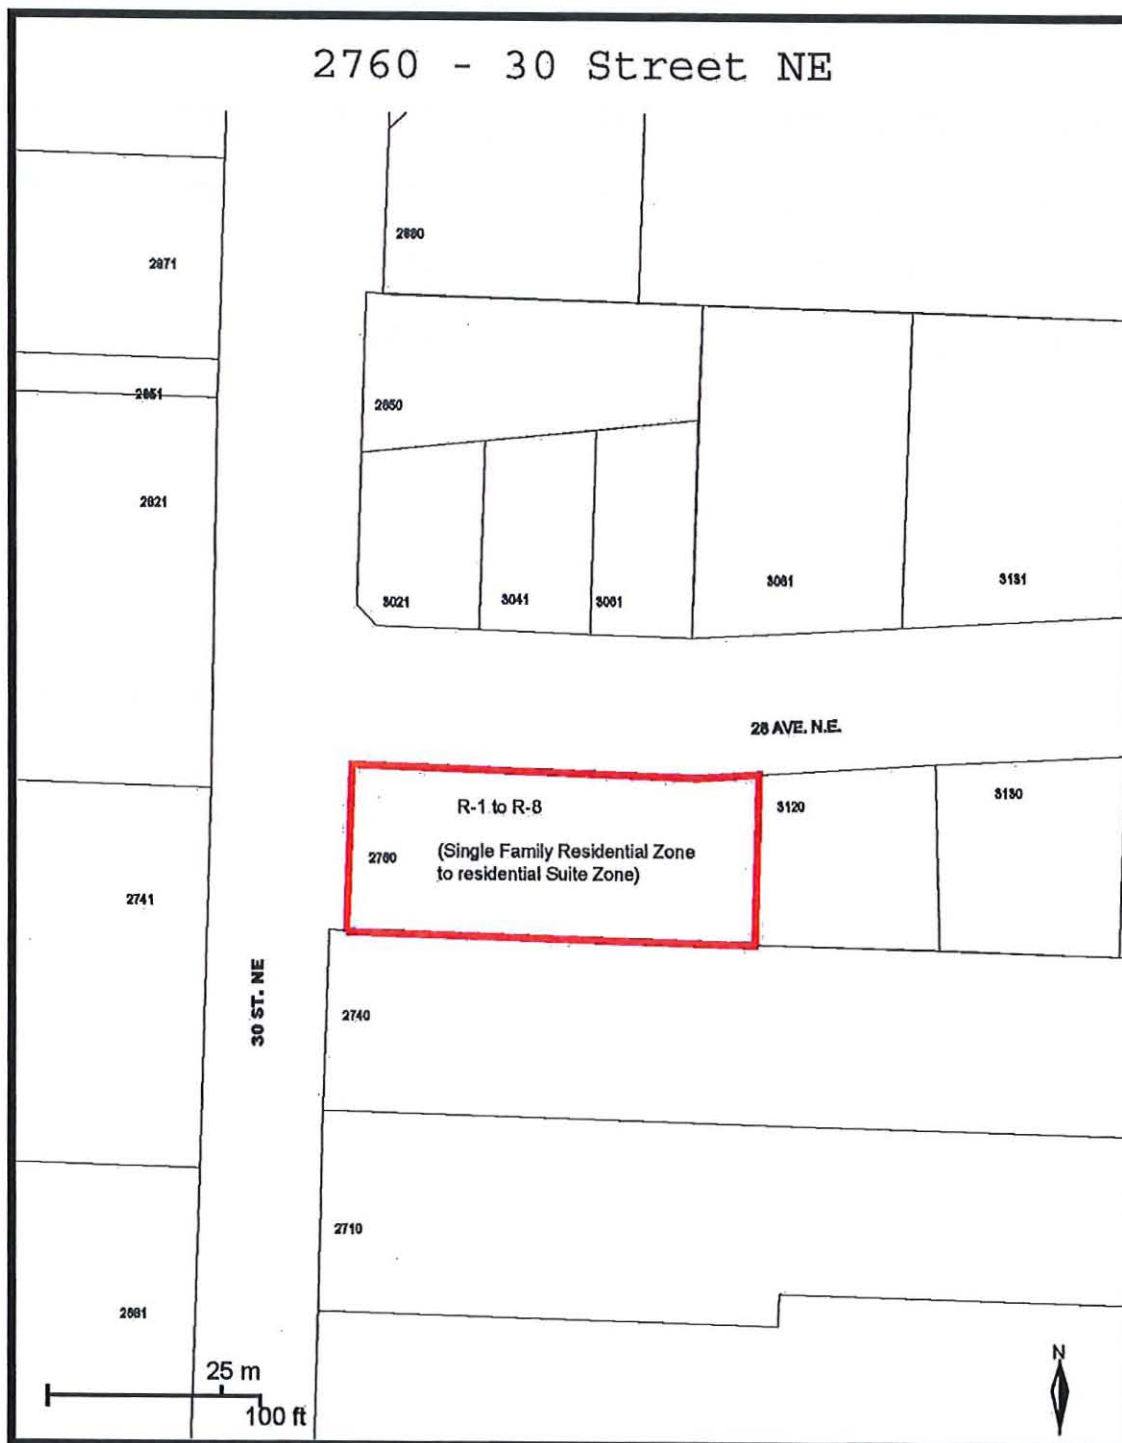 2760 - 30 Street NE
2880
2871
2851
2850
2821
3021
3041
3061
3081
3131
28 AVE. N.E.
R-1 to R-8
3120
3130
2760
(Single Family Residential Zone
to residential Suite Zone)
2741
30 ST. NE
2740
2710
2681
25 m
100 ft
N